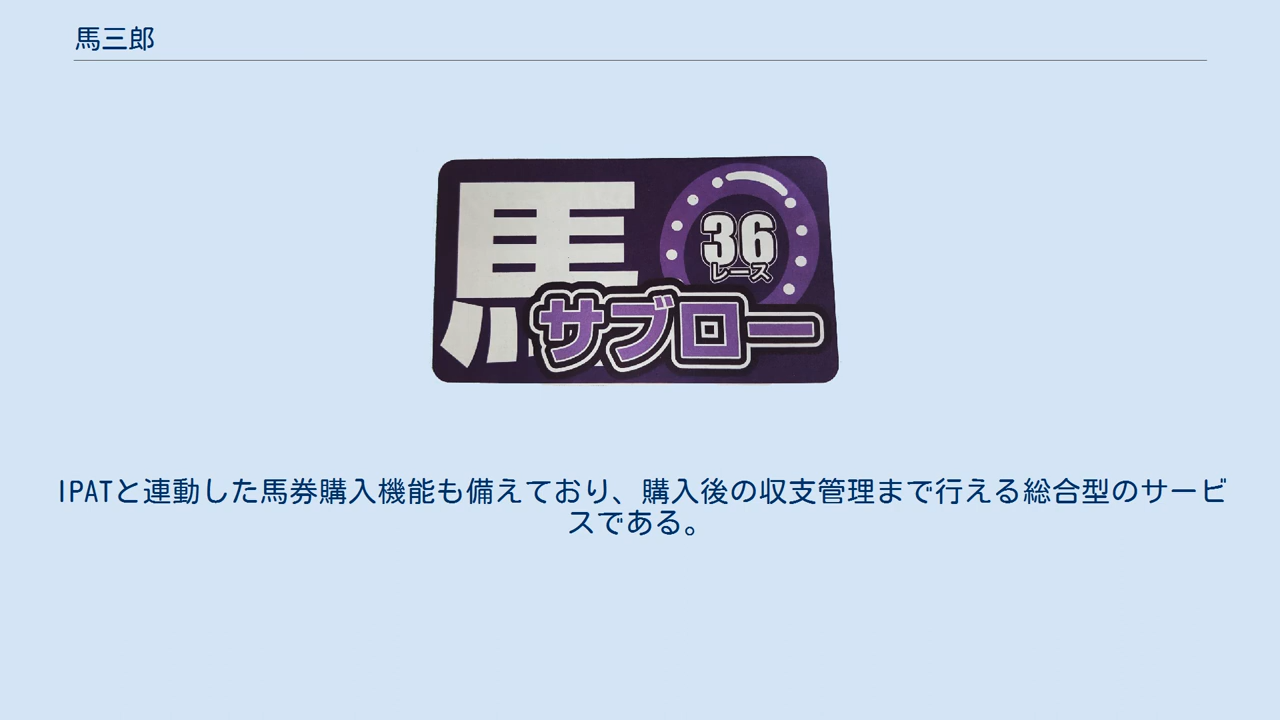 馬三郎
馬
36
レース
サブロー
IPATと連動した馬券購入機能も備えており、購入後の収支管理まで行える総合型のサービ
スである。